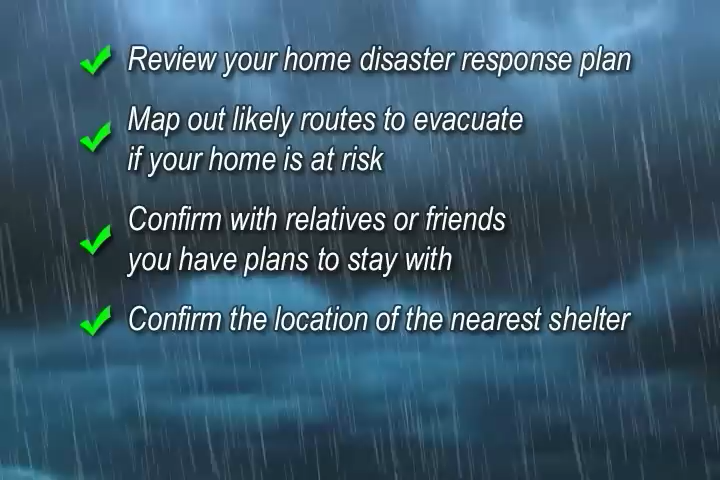 Review your home disaster response plan
Map out likely routes to evacuate
if your home is at risk
Confirm with relatives or friends
you have plans to stay with
Confirm the location of the nearest shelter